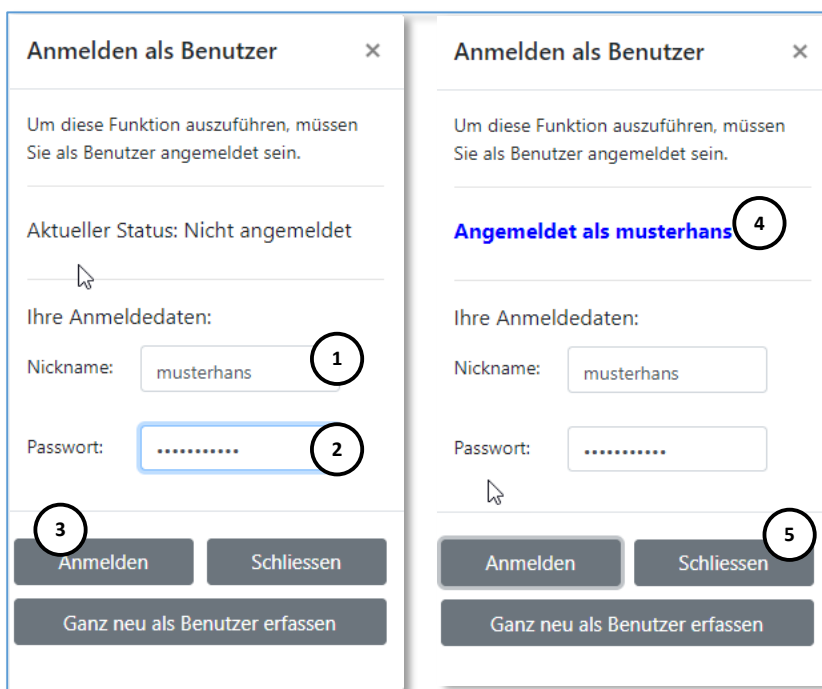 Anmelden als Benutzer ×
Um diese Funktion auszuführen, müssen
Sie als Benutzer angemeldet sein.
Aktueller Status: Nicht angemeldet
Ihre Anmeldedaten:
Nickname: musterhans 1
Passwort: ••••••••••• 2
3
Anmelden Schliessen
Ganz neu als Benutzer erfassen
Anmelden als Benutzer ×
Um diese Funktion auszuführen, müssen
Sie als Benutzer angemeldet sein.
Angemeldet als musterhans 4
Ihre Anmeldedaten:
Nickname: musterhans
Passwort: •••••••••••
5
Anmelden Schliessen
Ganz neu als Benutzer erfassen